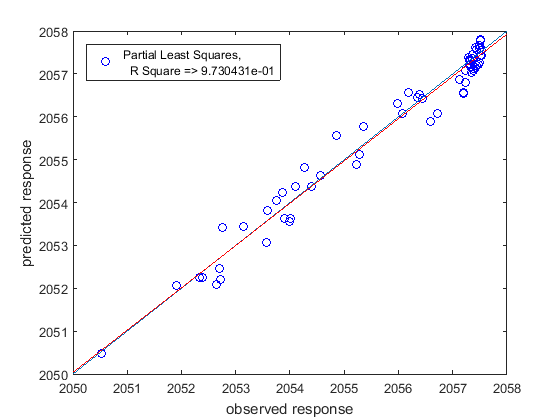 2058
2057
2056
2055
2054
2053
2052
2051
2050
predicted response
Partial Least Squares,
R Square => 9.730431e-01
2050 2051 2052 2053 2054 2055 2056 2057 2058
observed response